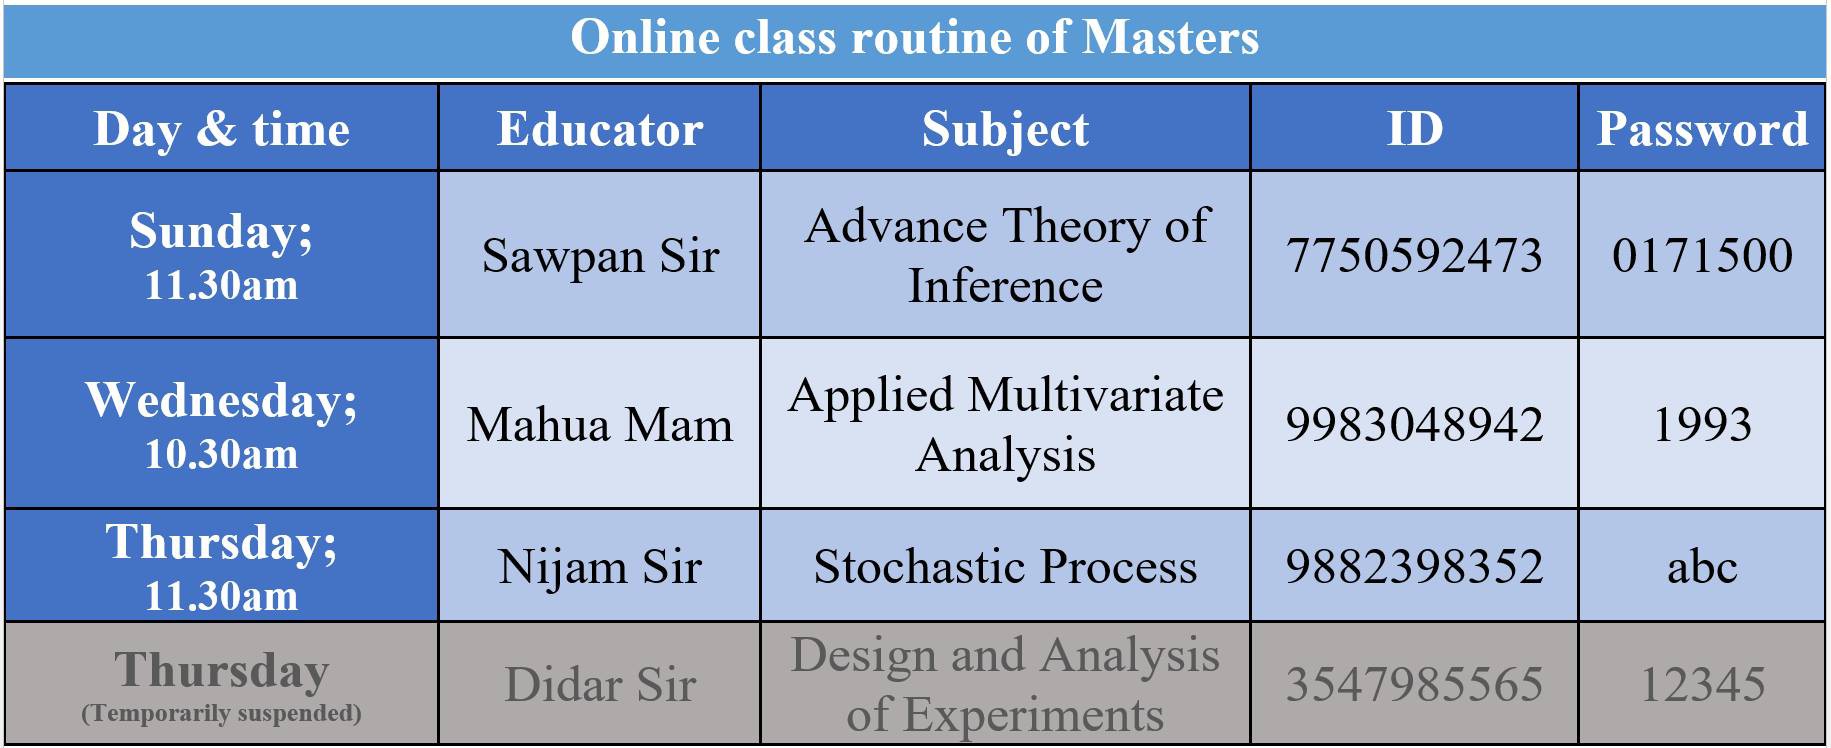 Online class routine of Masters
Day & time Educator Subject ID Password
Sunday;
11.30am
Sawpan Sir
Advance Theory of
Inference
7750592473
0171500
Wednesday;
10.30am
Mahua Mam
Applied Multivariate
Analysis
9983048942
1993
Thursday;
11.30am
Nijam Sir
Stochastic Process
9882398352
abc
Thursday
(Temporarily suspended)
Didar Sir
Design and Analysis
of Experiments
3547985565
12345